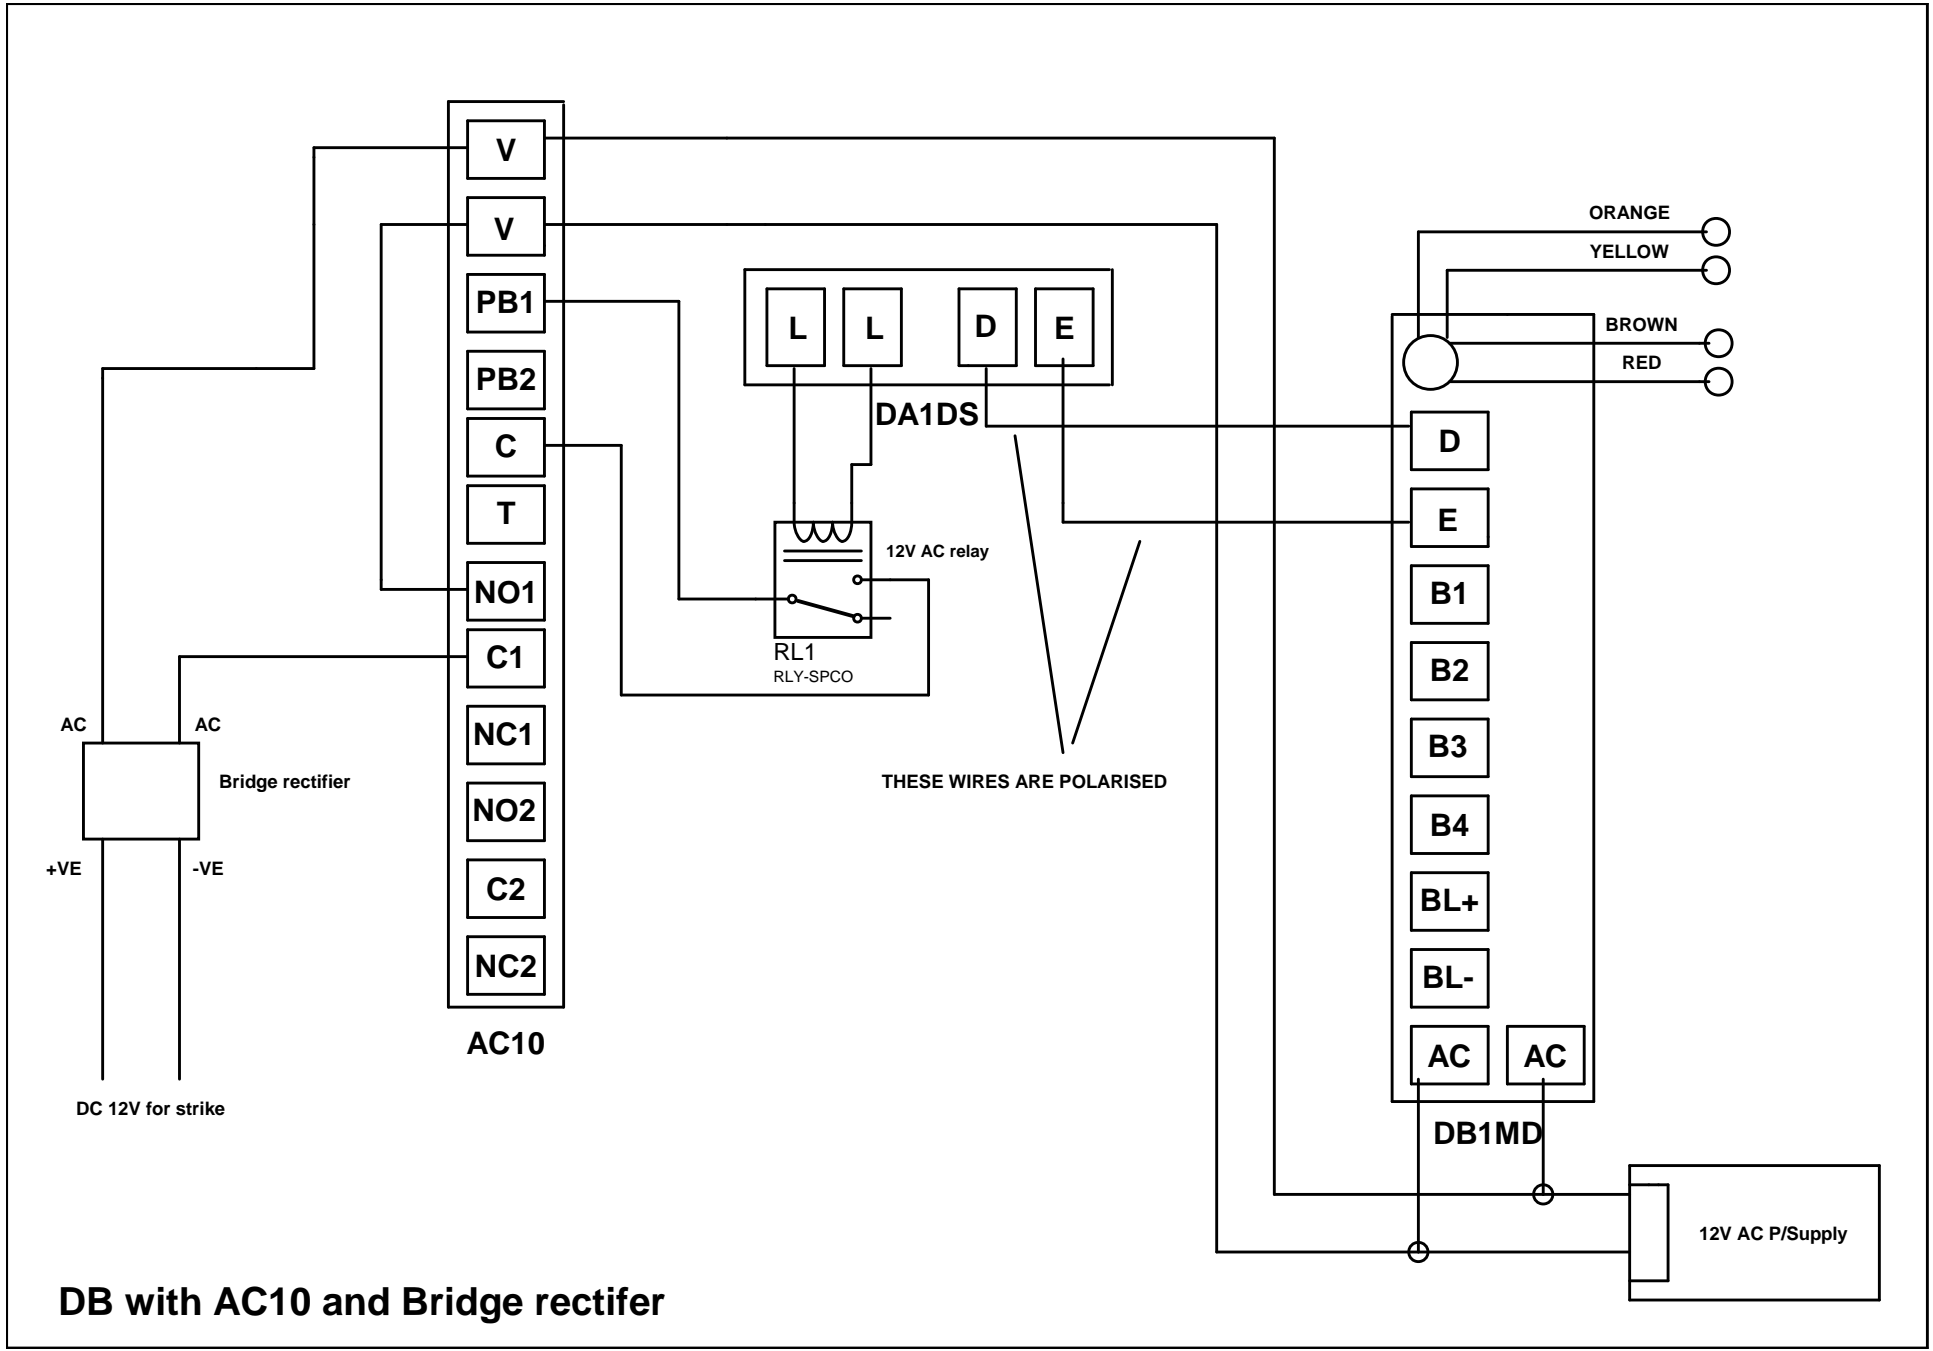 V
V
PB1
PB2
C
T
NO1
C1
NC1
NO2
C2
NC2
AC10
AC
AC
Bridge rectifier
+VE
-VE
DC 12V for strike
L
L
D
E
DA1DS
12V AC relay
RL1
RLY-SPCO
THESE WIRES ARE POLARISED
ORANGE
YELLOW
BROWN
RED
D
E
B1
B2
B3
B4
BL+
BL-
AC
AC
DB1MD
12V AC P/Supply
DB with AC10 and Bridge rectifer